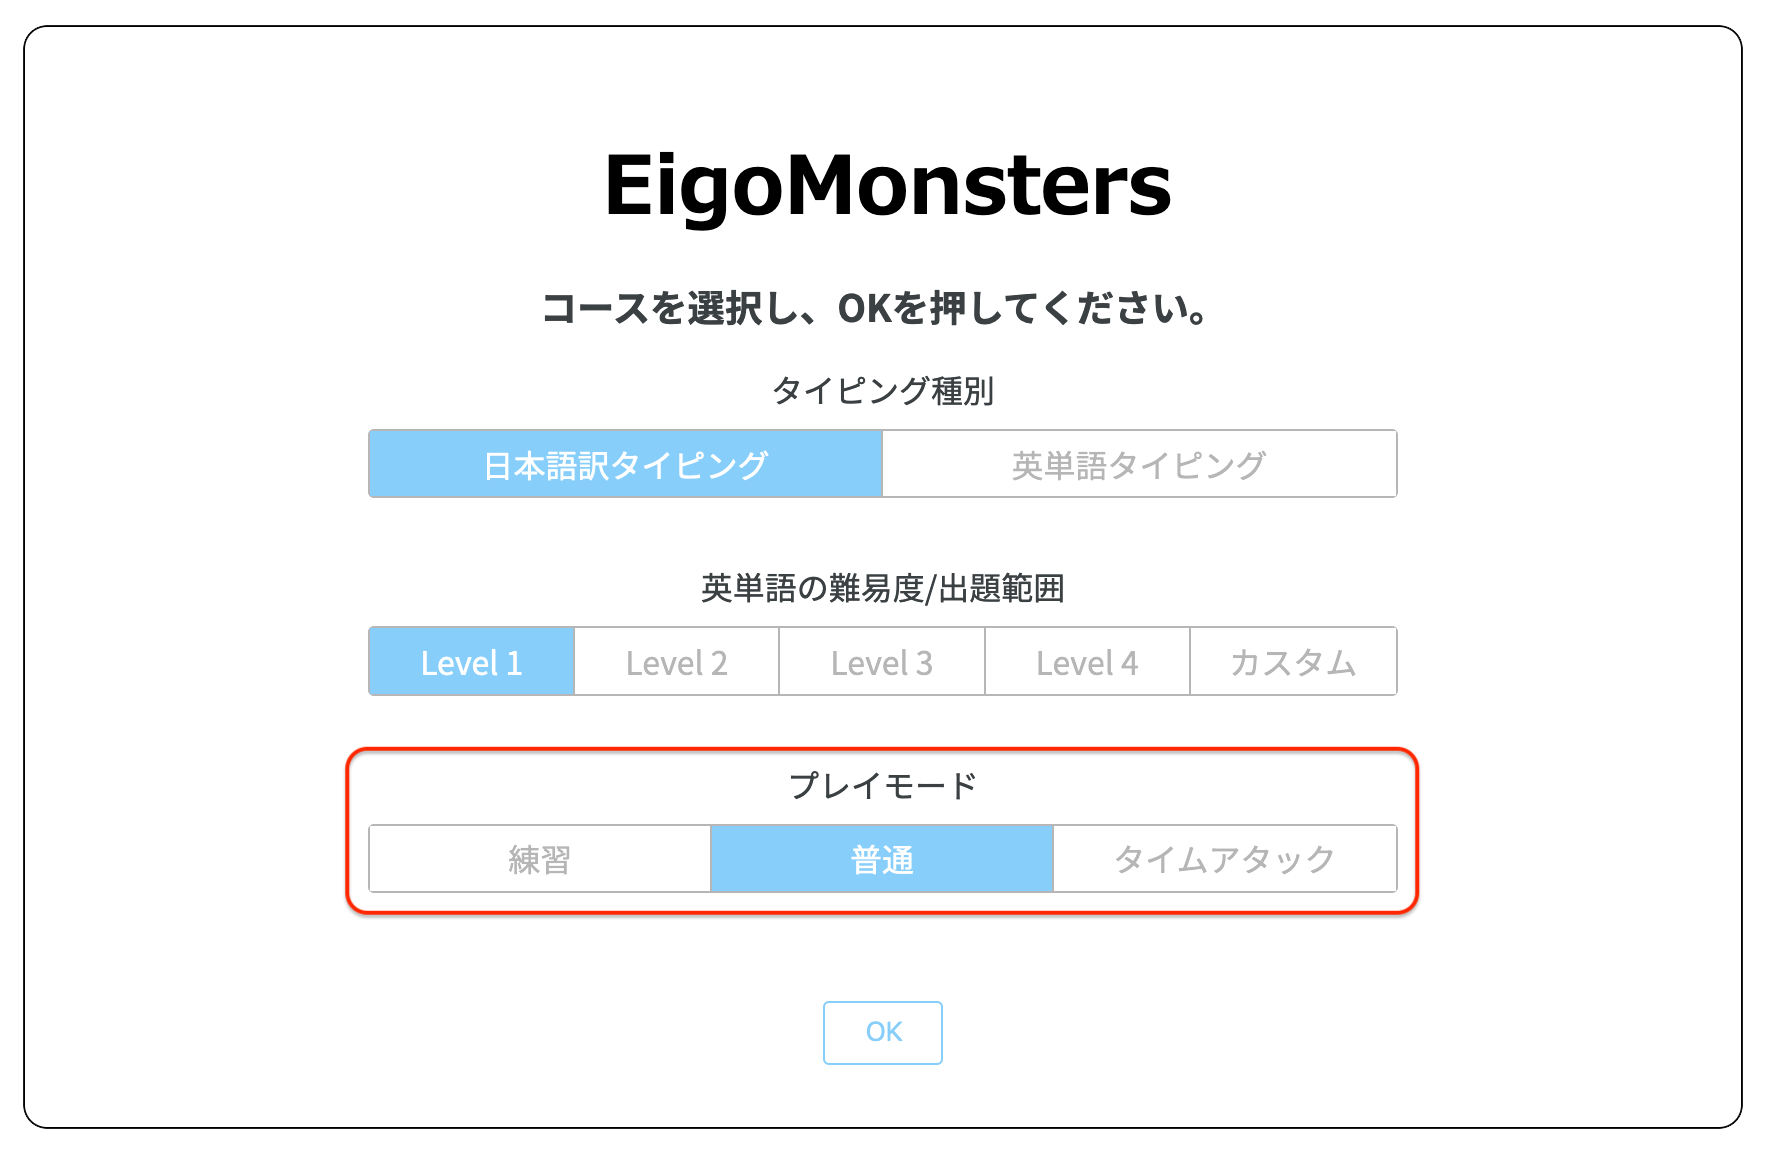 EigoMonsters
コースを選択し、OKを押してください。
タイピング種別
日本語訳タイピング 英単語タイピング
英単語の難易度/出題範囲
Level 1 Level 2 Level 3 Level 4 カスタム
プレイモード
練習 普通 タイムアタック
OK